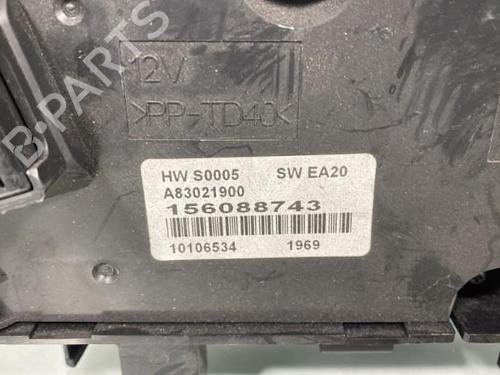 12V
>PP-TD40<
B-PARTS
HW S0005 SW EA20
A83021900
156088743
10106534 1969